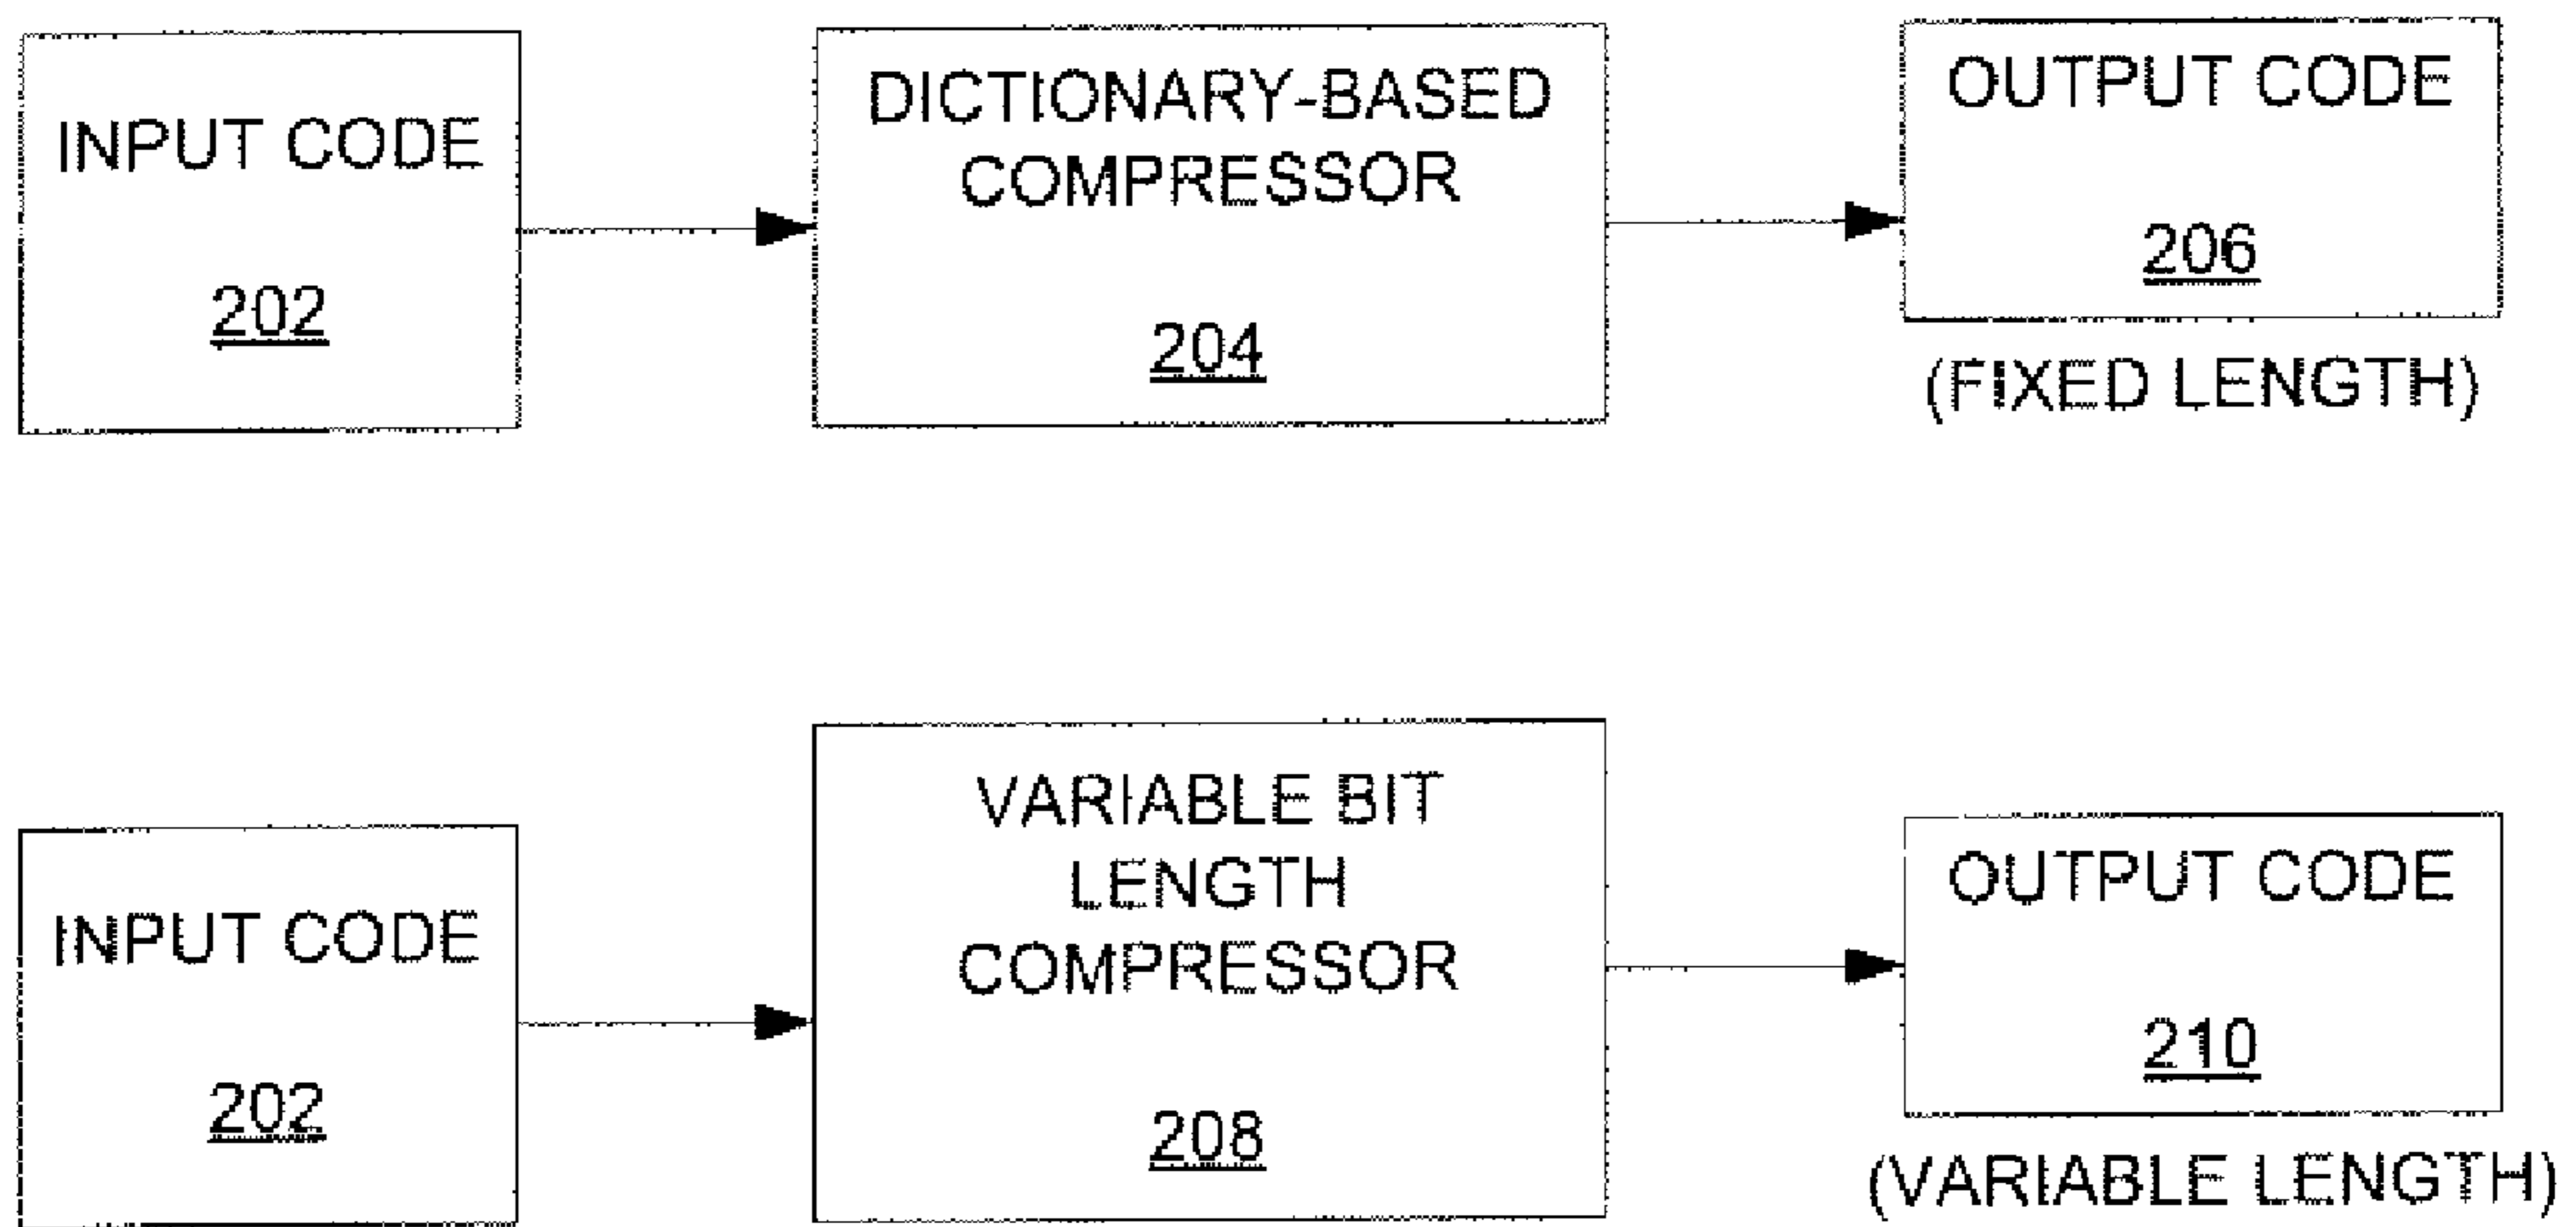 INPUT CODE
202
DICTIONARY-BASED
COMPRESSOR
204
OUTPUT CODE
206
(FIXED LENGTH)
INPUT CODE
202
VARIABLE BIT
LENGTH
COMPRESSOR
208
OUTPUT CODE
210
(VARIABLE LENGTH)